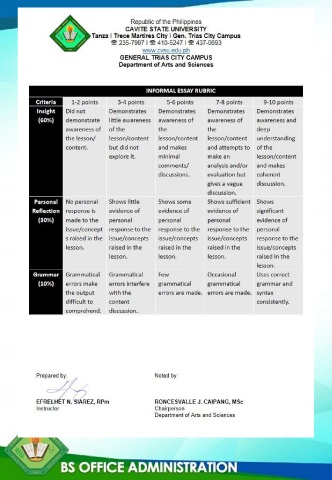 Republic of the Philippines
CAVITE STATE UNIVERSITY
Tanza | Trece Martires City | Gen. Trias City Campus
☎ 235-7997 | ☎ 419-5247 | ☎ 437-0693
www.cvsu.edu.ph
GENERAL TRIAS CITY CAMPUS
Department of Arts and Sciences
INFORMAL ESSAY RUBRIC
Criteria 1-2 points 3-4 points 5-6 points 7-8 points 9-10 points
Insight Did not Demonstrates Demonstrates Demonstrates Demonstrates
(60%) demonstrate little awareness awareness of awareness of awareness and
awareness of of the the the deep
the lesson/ lesson/content lesson/content lesson/content understanding
content. but did not and makes and attempts to of the
explore it. minimal make an lesson/content
comments/ analysis and/or and makes
discussions. evaluation but coherent
gives a vague discussion.
discussion.
Personal No personal Shows little Shows some Shows sufficient Shows
Reflection response is evidence of evidence of evidence of significant
(30%) made to the personal personal personal evidence of
issue/concept response to the response to the response to the personal
s raised in the issue/concepts issue/concepts issue/concepts response to the
lesson. raised in the raised in the raised in the issue/concepts
lesson. lesson. lesson. raised in the
lesson.
Grammar Grammatical Grammatical Few Occasional Uses correct
(10%) errors make errors interfere grammatical grammatical grammar and
the output with the errors are made. errors are made. syntax
difficult to content consistently.
comprehend. discussion.
Prepared by: Noted by:
EFRELHET N. SIAREZ, RPm RONCESVALLE J. CAIPANG, MSc
Instructor Chairperson
Department of Arts and Sciences
BS OFFICE ADMINISTRATION